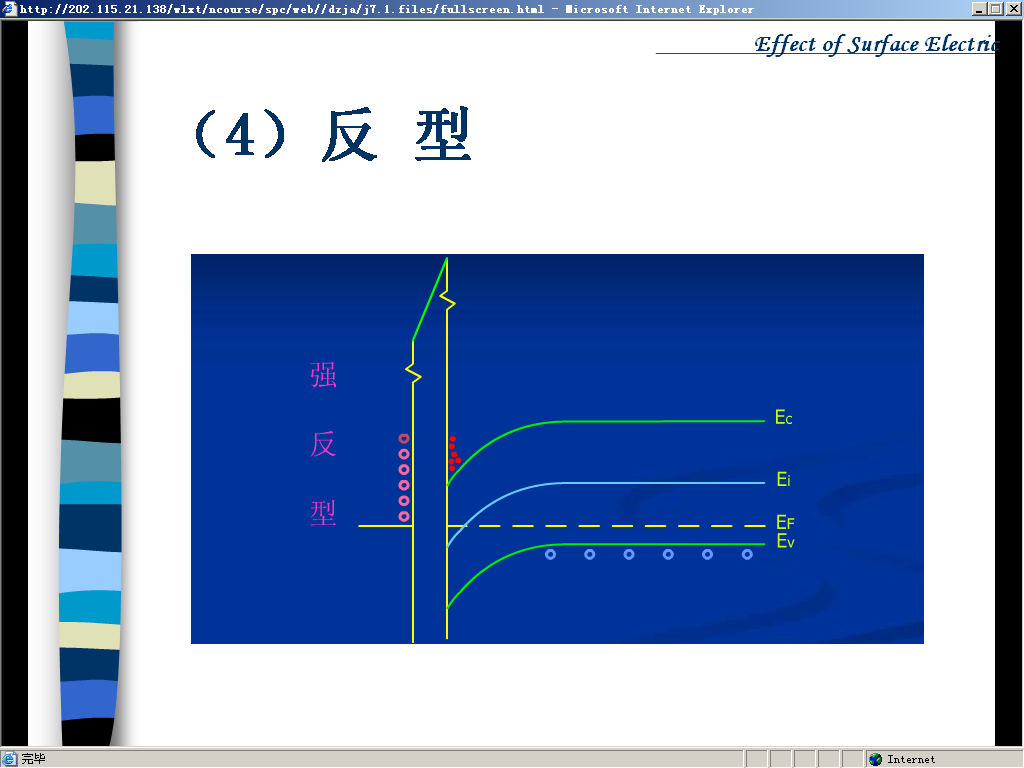 http://202.115.21.138/wlxt/ncourse/spc/web//dzja/j7.1.files/fullscreen.html - Microsoft Internet Explorer
Effect of Surface Electric
（4）反 型
强
反
型
Ec
Ei
EF
Ev
完毕
Internet